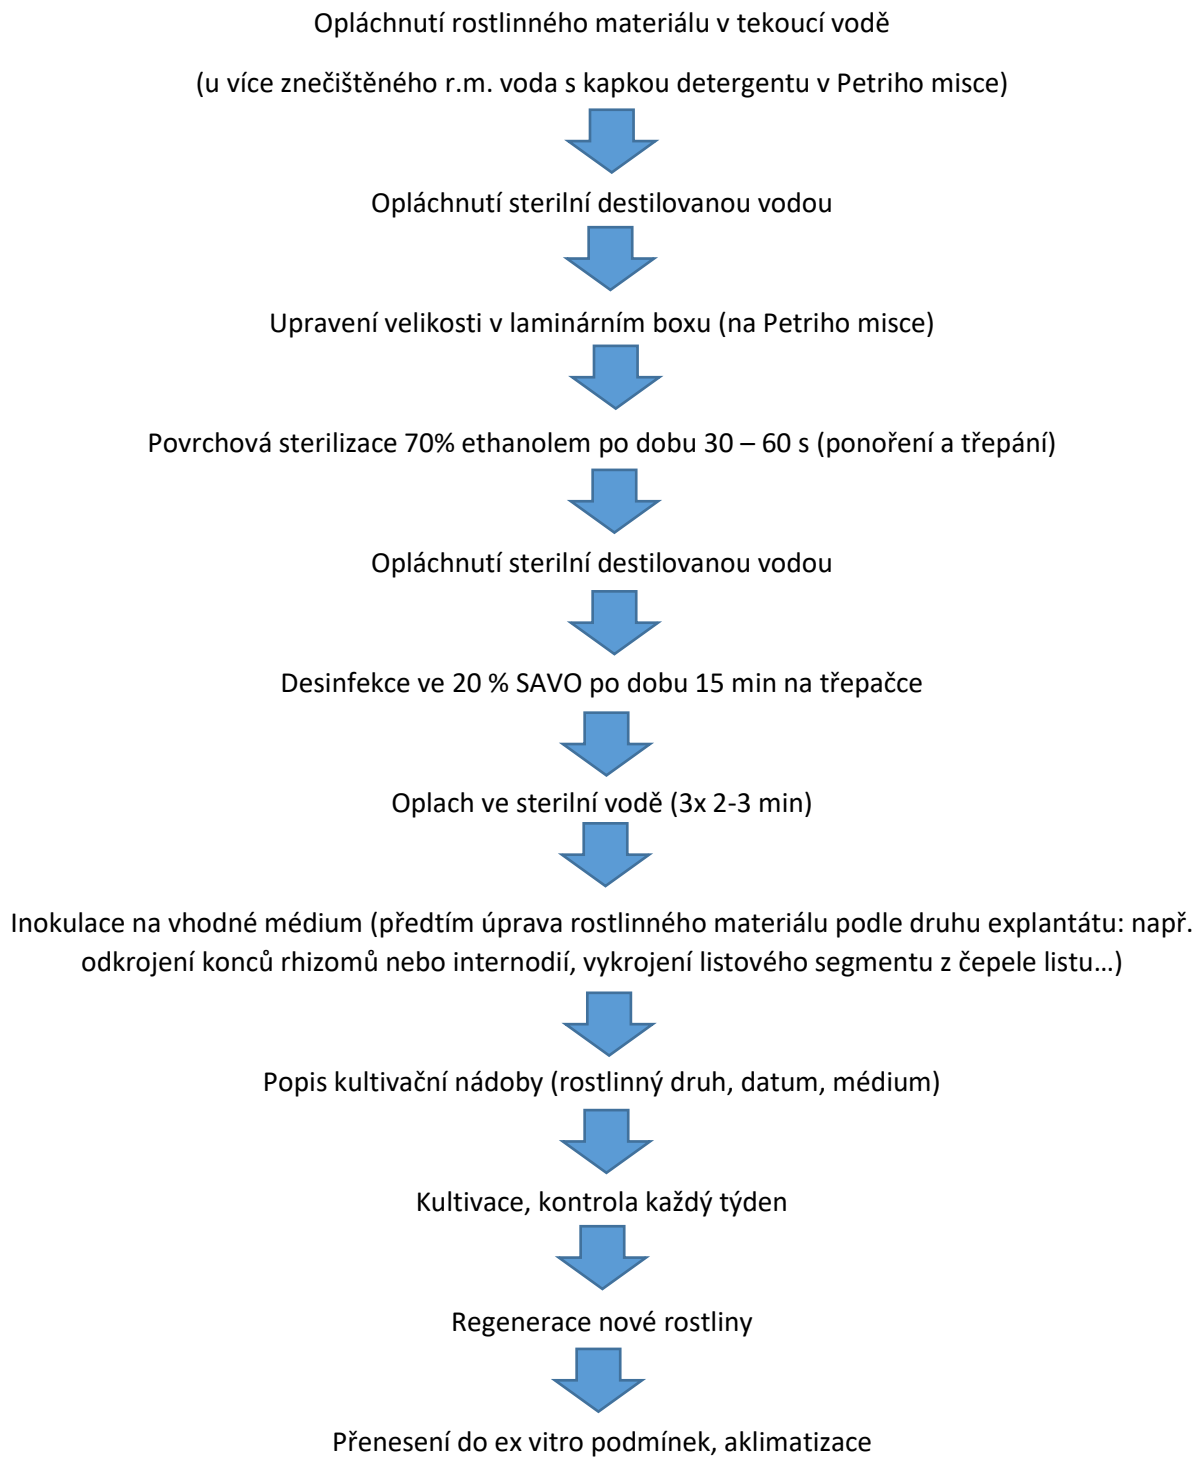 Opláchnutí rostlinného materiálu v tekoucí vodě
(u více znečištěného r.m. voda s kapkou detergentu v Petriho misce)
Opláchnutí sterilní destilovanou vodou
Upravení velikosti v laminárním boxu (na Petriho misce)
Povrchová sterilizace 70% ethanolem po dobu 30 – 60 s (ponoření a třepání)
Opláchnutí sterilní destilovanou vodou
Desinfekce ve 20 % SAVO po dobu 15 min na třepačce
Oplach ve sterilní vodě (3x 2-3 min)
Inokulace na vhodné médium (předtím úprava rostlinného materiálu podle druhu explantátu: např.
odkrojení konců rhizomů nebo internodií, vykrojení listového segmentu z čepele listu…)
Popis kultivační nádoby (rostlinný druh, datum, médium)
Kultivace, kontrola každý týden
Regenerace nové rostliny
Přenesení do ex vitro podmínek, aklimatizace